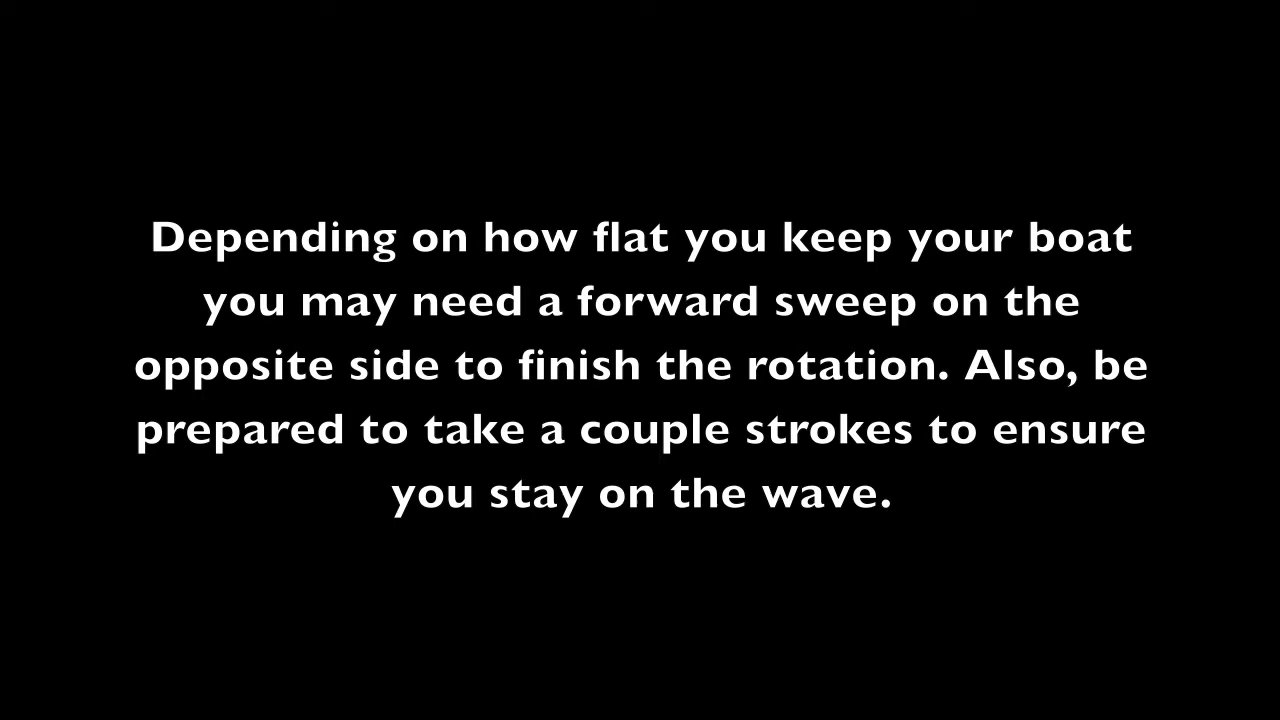 Depending on how flat you keep your boat
you may need a forward sweep on the
opposite side to finish the rotation. Also, be
prepared to take a couple strokes to ensure
you stay on the wave.